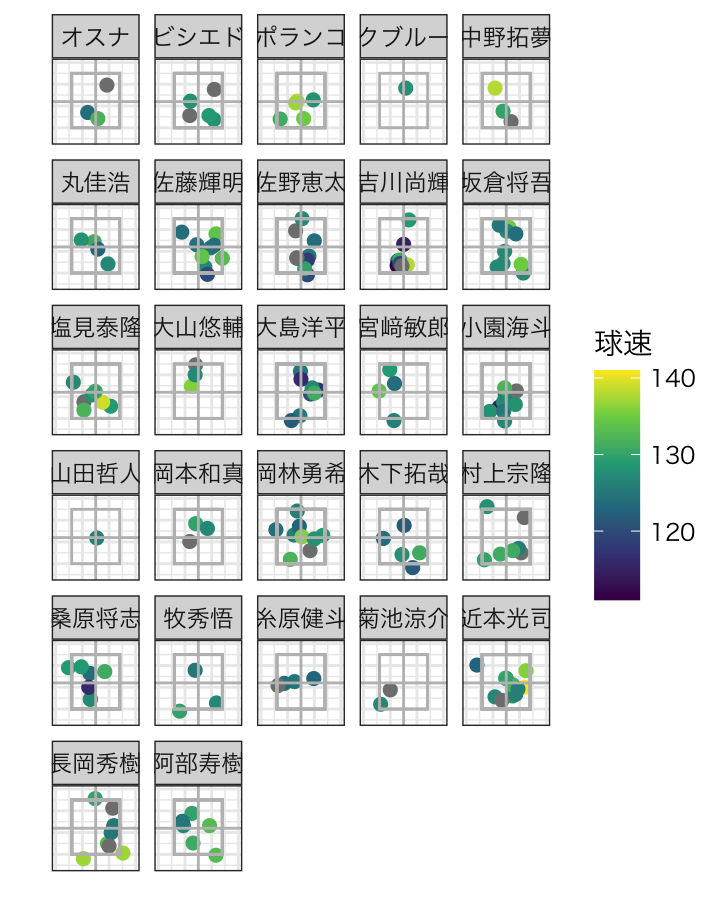 オスナ
ビシエド
ポランコ
クブルー
中野拓夢
丸佳浩
佐藤輝明
佐野恵太
吉川尚輝
坂倉将吾
塩見泰隆
大山悠輔
大島洋平
宮﨑敏郎
小園海斗
球速
140
130
120
山田哲人
岡本和真
岡林勇希
木下拓哉
村上宗隆
桑原将志
牧秀悟
糸原健斗
菊池涼介
近本光司
長岡秀樹
阿部寿樹